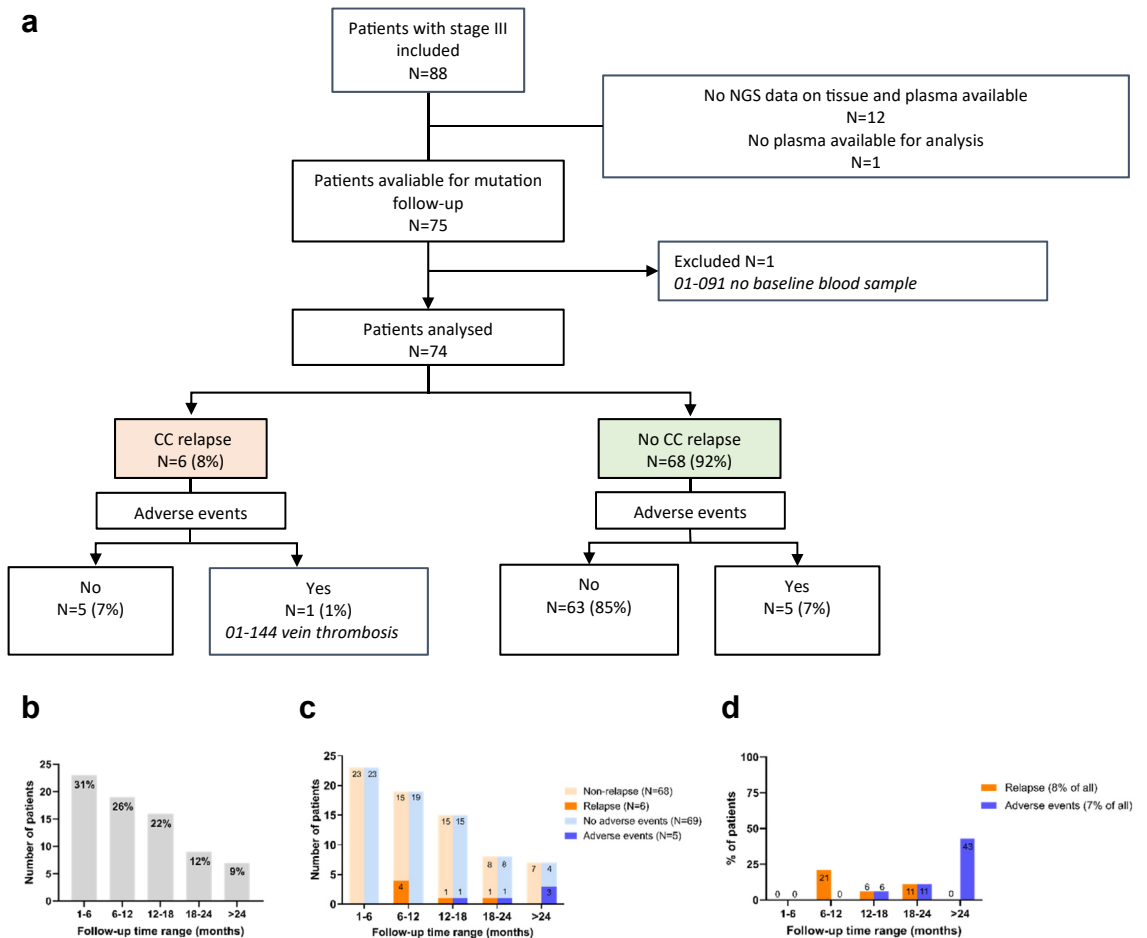 a
Patients with stage III
included
N=88
No NGS data on tissue and plasma available
N=12
No plasma available for analysis
N=1
Patients avaliable for mutation
follow-up
N=75
Excluded N=1
01-091 no baseline blood sample
Patients analysed
N=74
CC relapse
N=6 (8%)
No CC relapse
N=68 (92%)
Adverse events
Adverse events
No
N=5 (7%)
Yes
N=1 (1%)
01-144 vein thrombosis
No
N=63 (85%)
Yes
N=5 (7%)
b
Number of patients
25
20
15
10
5
0
31%
26%
22%
12%
9%
1-6 6-12 12-18 18-24 >24
Follow-up time range (months)
c
Number of patients
25
20
15
10
5
0
23 23
15 19
4
15 15
1 1
8 8
1 1
7 4
3
Non-relapse (N=68)
Relapse (N=6)
No adverse events (N=69)
Adverse events (N=5)
1-6 6-12 12-18 18-24 >24
Follow-up time range (months)
d
% of patients
100
75
50
25
0
0 0
21 0
6 6
11 11
0 43
Relapse (8% of all)
Adverse events (7% of all)
1-6 6-12 12-18 18-24 >24
Follow-up time range (months)